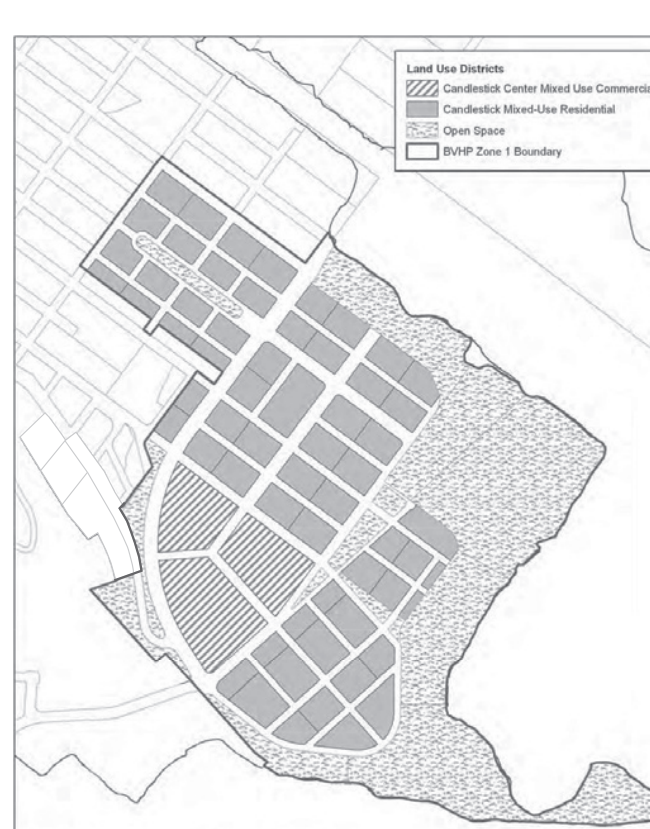 Land Use Districts
Candlestick Center Mixed Use Commercia
Candlestick Mixed-Use Residential
Open Space
BVHP Zone 1 Boundary